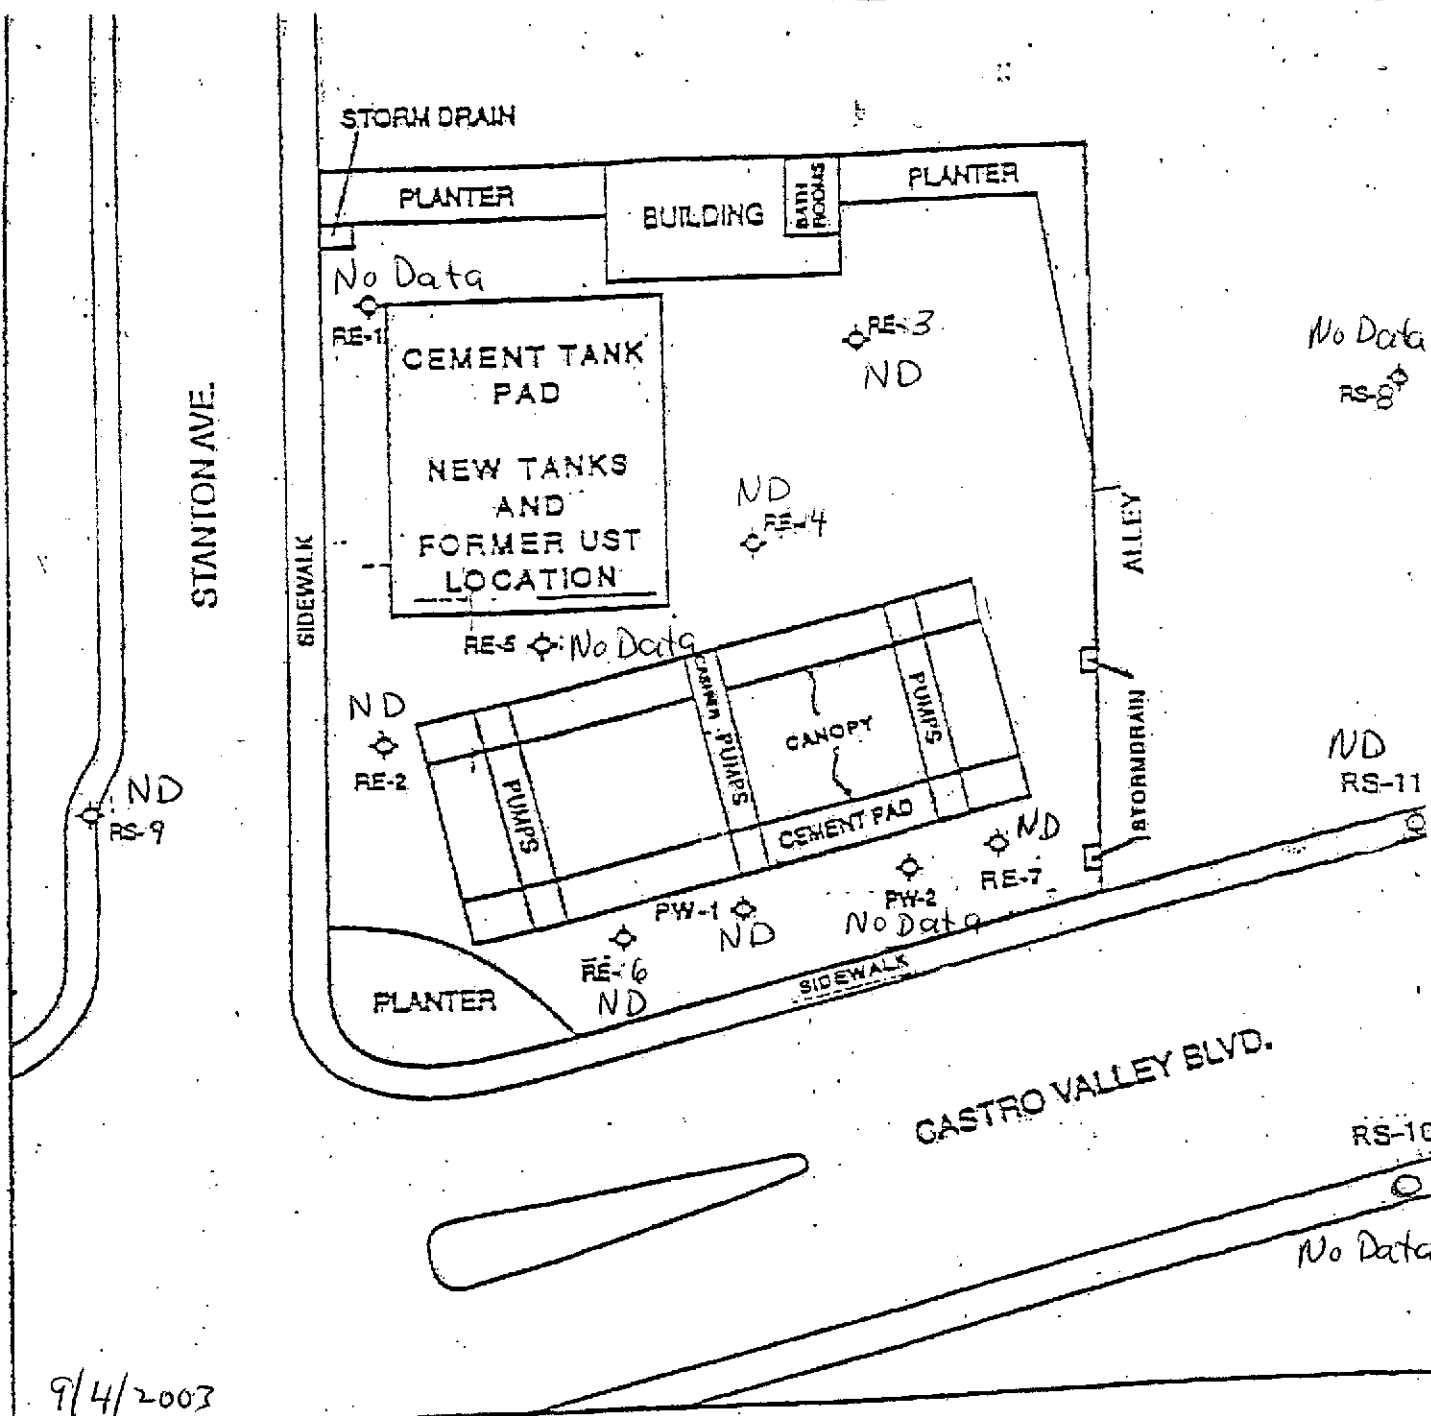 STORM DRAIN
PLANTER
BUILDING
BATH
ROOMS
PLANTER
No Data
RE-1
CEMENT TANK
PAD
NEW TANKS
AND
FORMER UST
LOCATION
RE-3
ND
No Data
RS-8
STANTON AVE.
SIDEWALK
ND
RE-4
ALLEY
RE-5
No Data
ND
RE-2
CASHIER
PUMPS
PUMPS
PUMPS
CANOPY
CEMENT PAD
STORMDRAIN
ND
RS-9
ND
RS-11
ND
RE-7
PW-1
ND
PW-2
No Data
RE-6
ND
PLANTER
SIDEWALK
CASTRO VALLEY BLVD.
RS-10
No Data
9/4/2003